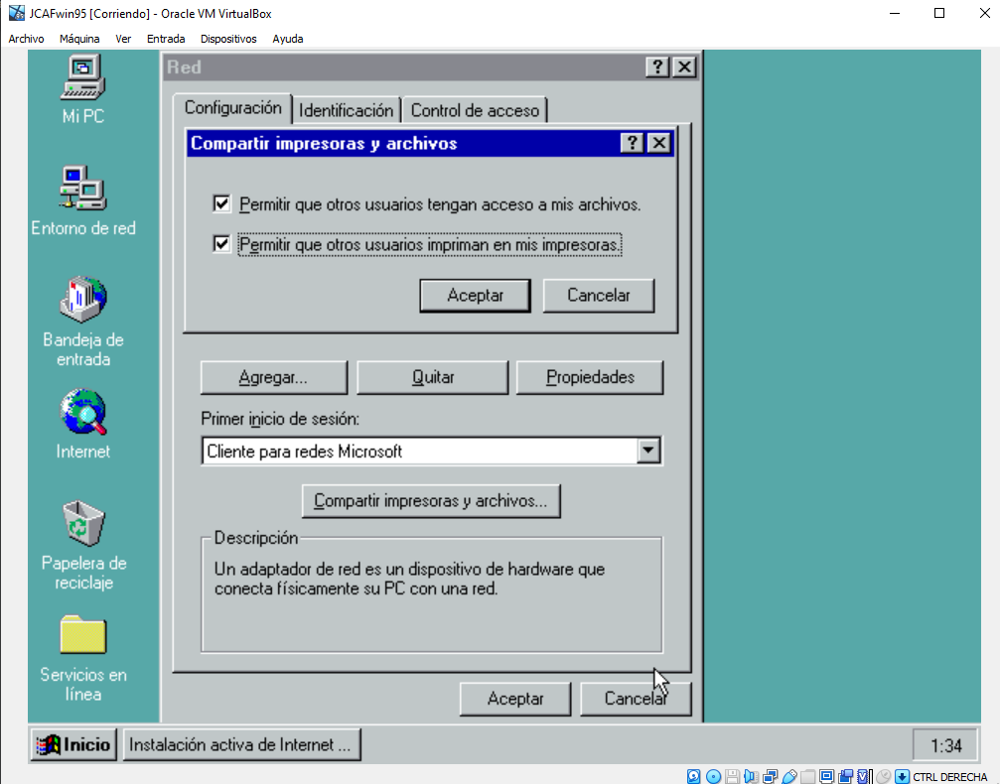 JCAFwin95 [Corriendo] - Oracle VM VirtualBox
Archivo Máquina Ver Entrada Dispositivos Ayuda
Mi PC
Entorno de red
Bandeja de
entrada
Internet
Papelera de
reciclaje
Servicios en
línea
Red
Configuración Identificación Control de acceso
Compartir impresoras y archivos
Permitir que otros usuarios tengan acceso a mis archivos.
Permitir que otros usuarios impriman en mis impresoras.
Aceptar Cancelar
Agregar... Quitar Propiedades
Primer inicio de sesión:
Cliente para redes Microsoft
Compartir impresoras y archivos...
Descripción
Un adaptador de red es un dispositivo de hardware que
conecta físicamente su PC con una red.
Aceptar Cancelar
Inicio Instalación activa de Internet ... 1:34
CTRL DERECHA